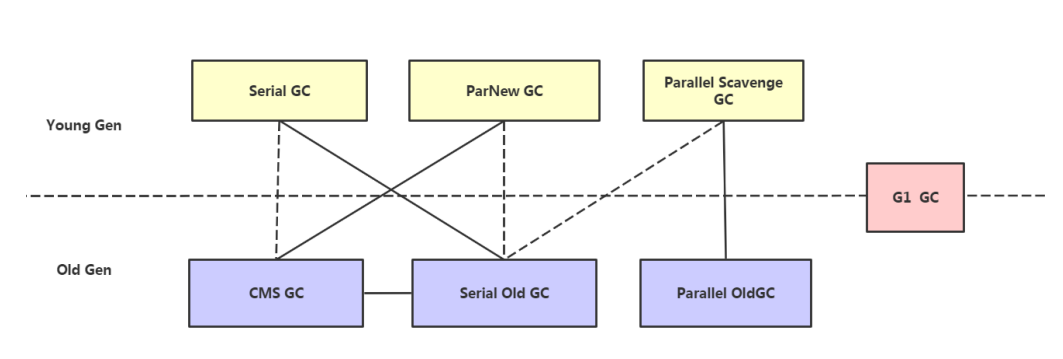 Serial GC
ParNew GC
Parallel Scavenge
GC
Young Gen
G1 GC
Old Gen
CMS GC
Serial Old GC
Parallel OldGC